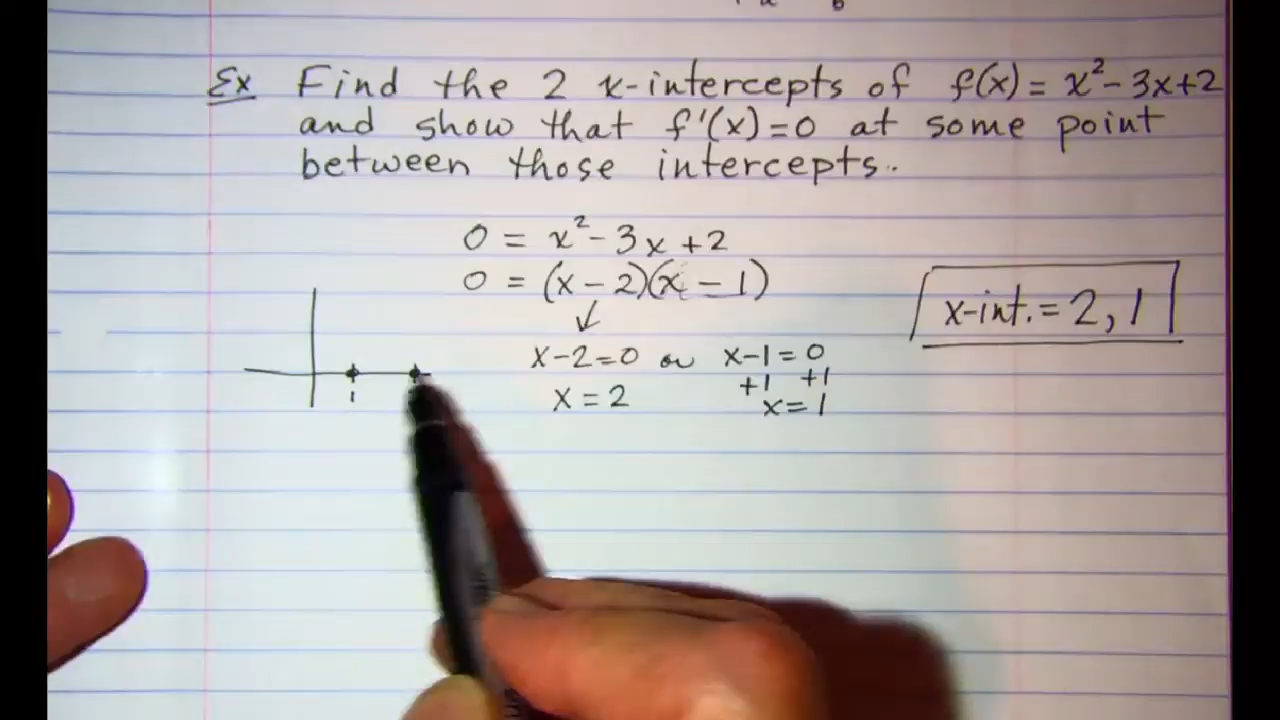 a b
Ex Find the 2 x-intercepts of f(x) = x² - 3x + 2
and show that f'(x) = 0 at some point
between those intercepts..
0 = x² - 3x + 2
0 = (x - 2)(x - 1)
x-int. = 2, 1
x - 2 = 0 or x - 1 = 0
+1 +1
x = 2 x = 1
1